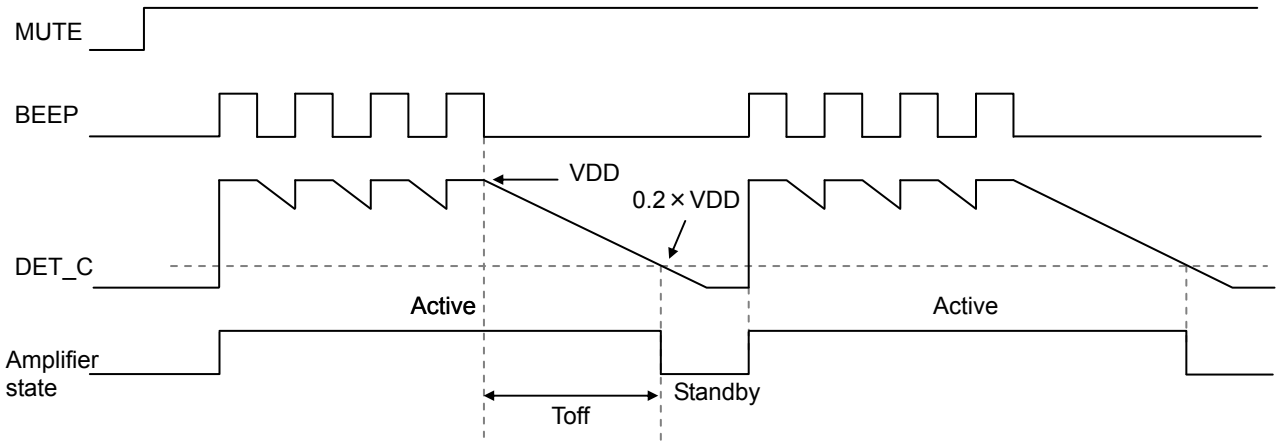 MUTE
BEEP
VDD
0.2×VDD
DET_C
Active
Active
Amplifier
state
Standby
Toff